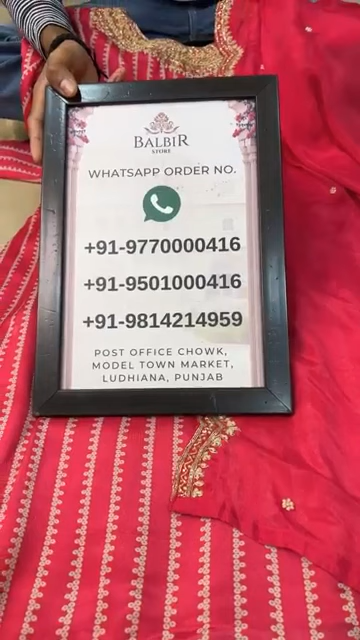 BALBIR
STORE
WHATSAPP ORDER NO.
+91-9770000416
+91-9501000416
+91-9814214959
POST OFFICE CHOWK,
MODEL TOWN MARKET,
LUDHIANA, PUNJAB